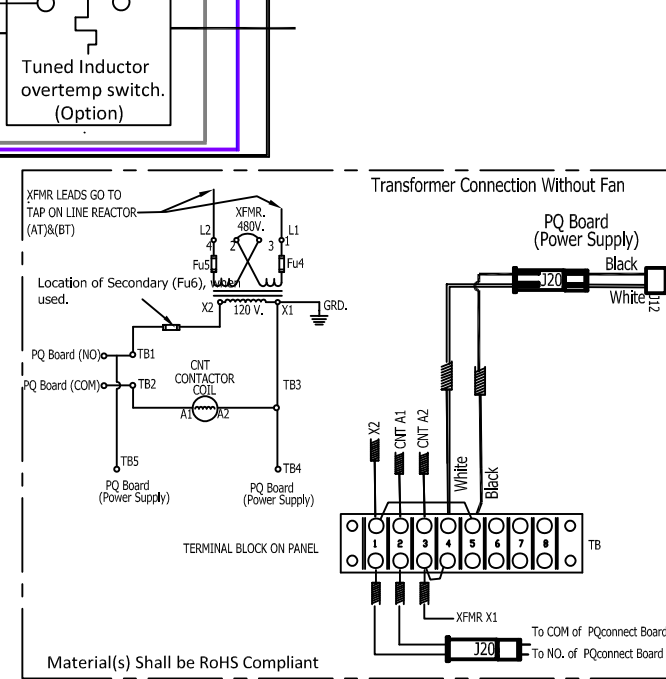 Tuned Inductor
overtemp switch.
(Option)
Transformer Connection Without Fan
XFMR LEADS GO TO
TAP ON LINE REACTOR
(AT)&(BT)
XFMR.
480V.
L2
L1
4
2
3
1
Fu5
Fu4
Location of Secondary (Fu6), when
used.
X2
120 V.
X1
GRD.
PQ Board (NO)
TB1
PQ Board (COM)
TB2
CNT
CONTACTOR
COIL
A1
A2
TB3
TB5
TB4
PQ Board
(Power Supply)
PQ Board
(Power Supply)
PQ Board
(Power Supply)
J20
Black
White
J12
X2
CNT A1
CNT A2
White
Black
TERMINAL BLOCK ON PANEL
1
2
3
4
5
6
7
8
TB
XFMR X1
J20
To COM of PQconnect Board
To NO. of PQconnect Board
Material(s) Shall be RoHS Compliant